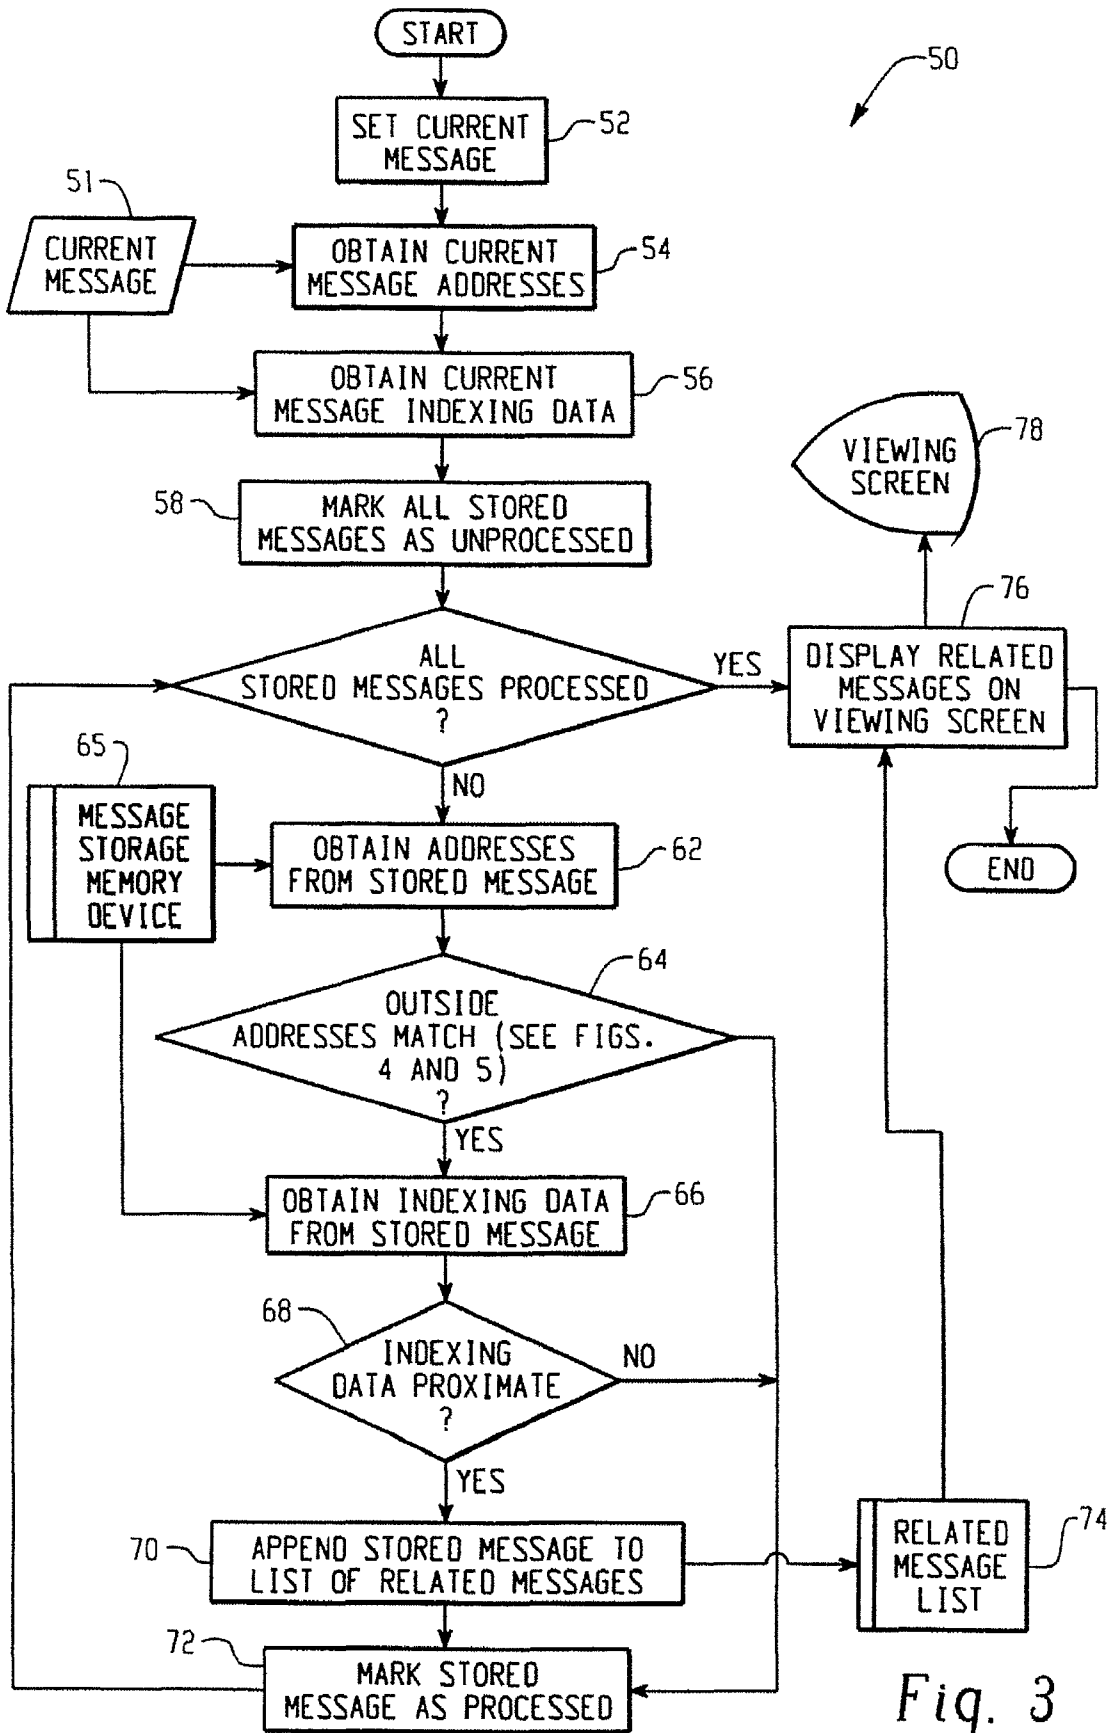 START
50
SET CURRENT
MESSAGE
52
51
CURRENT
MESSAGE
OBTAIN CURRENT
MESSAGE ADDRESSES
54
OBTAIN CURRENT
MESSAGE INDEXING DATA
56
VIEWING
SCREEN
78
58
MARK ALL STORED
MESSAGES AS UNPROCESSED
ALL
STORED MESSAGES PROCESSED
?
YES
76
DISPLAY RELATED
MESSAGES ON
VIEWING SCREEN
NO
65
MESSAGE
STORAGE
MEMORY
DEVICE
OBTAIN ADDRESSES
FROM STORED MESSAGE
62
END
64
OUTSIDE
ADDRESSES MATCH (SEE FIGS.
4 AND 5)
?
YES
OBTAIN INDEXING DATA
FROM STORED MESSAGE
66
68
INDEXING
DATA PROXIMATE
?
NO
YES
70
APPEND STORED MESSAGE TO
LIST OF RELATED MESSAGES
RELATED
MESSAGE
LIST
74
72
MARK STORED
MESSAGE AS PROCESSED
Fig. 3